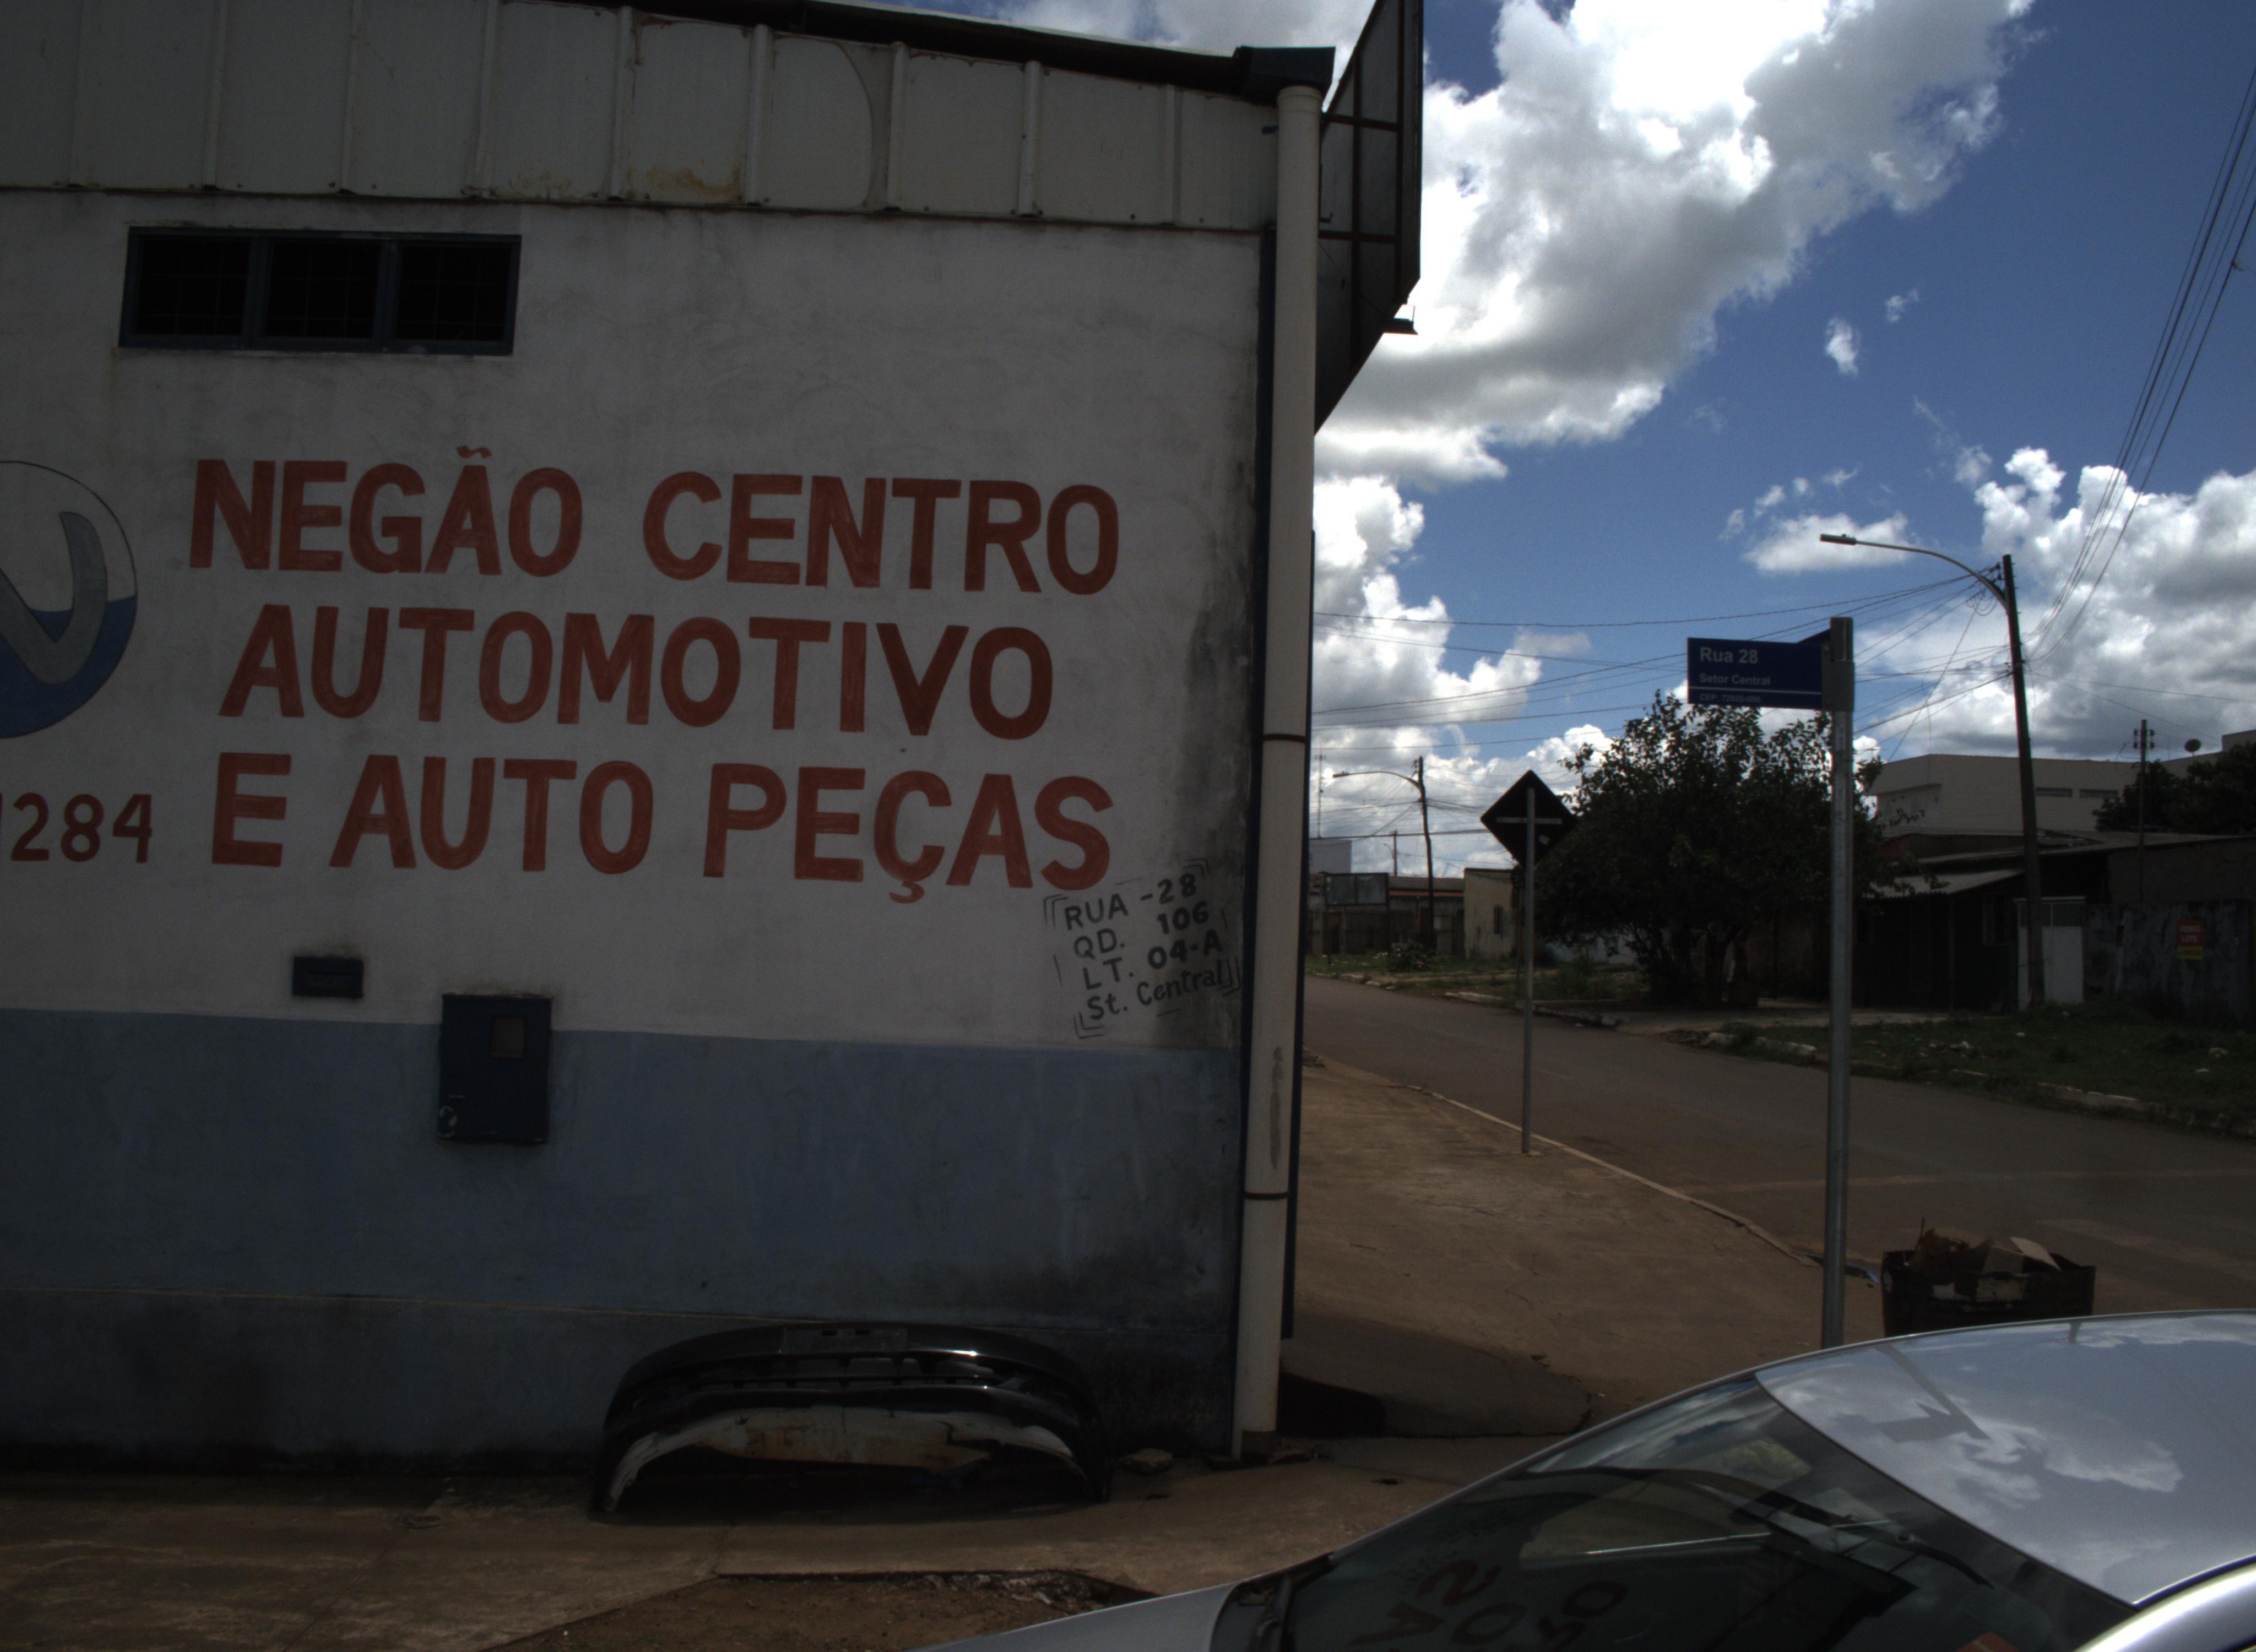 NEGÃO CENTRO
AUTOMOTIVO
E AUTO PEÇAS
1284
RUA - 28
QD. 106
LT. 04-A
St. Central
Rua 28
Setor Central